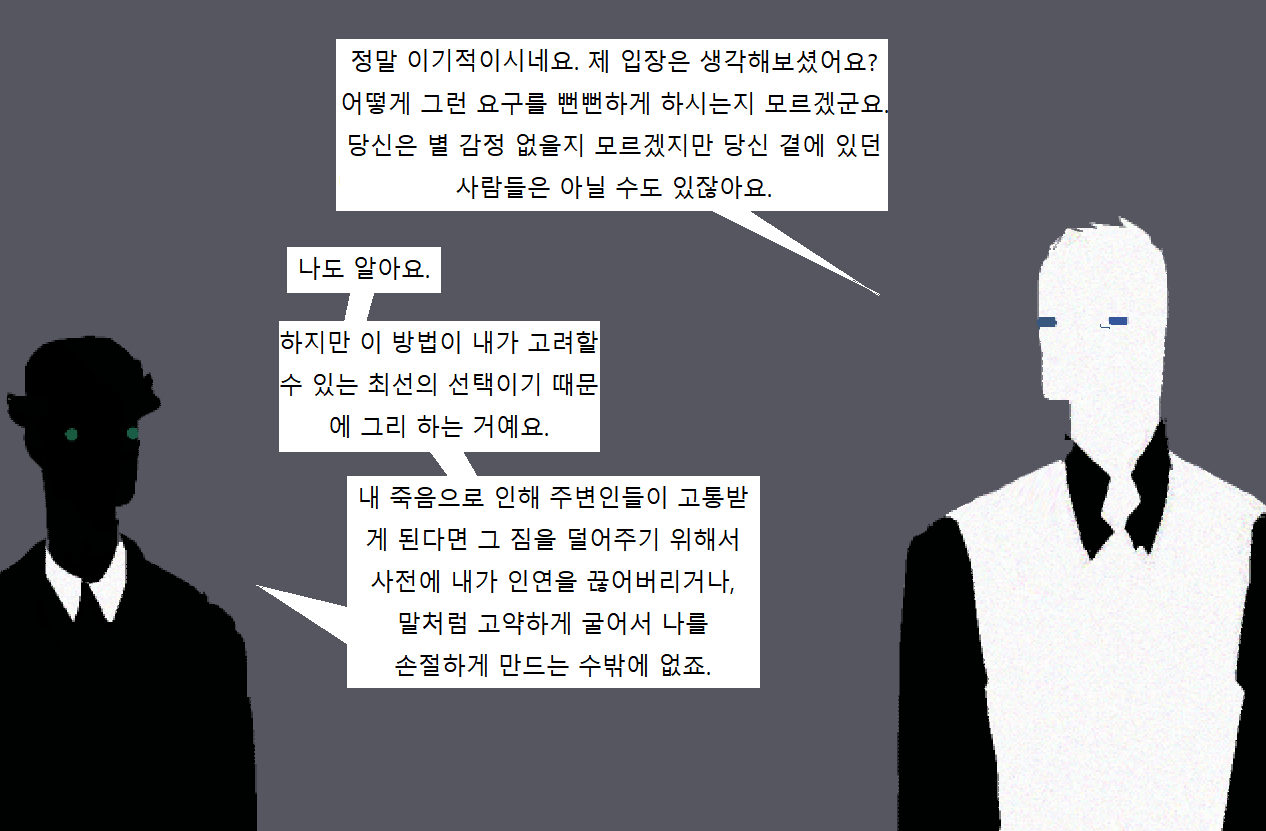 정말 이기적이시네요. 제 입장은 생각해보셨어요?
어떻게 그런 요구를 뻔뻔하게 하시는지 모르겠군요.
당신은 별 감정 없을지 모르겠지만 당신 곁에 있던
사람들은 아닐 수도 있잖아요.
나도 알아요.
하지만 이 방법이 내가 고려할
수 있는 최선의 선택이기 때문
에 그리 하는 거예요.
내 죽음으로 인해 주변인들이 고통받
게 된다면 그 짐을 덜어주기 위해서
사전에 내가 인연을 끊어버리거나,
말처럼 고약하게 굴어서 나를
손절하게 만드는 수밖에 없죠.